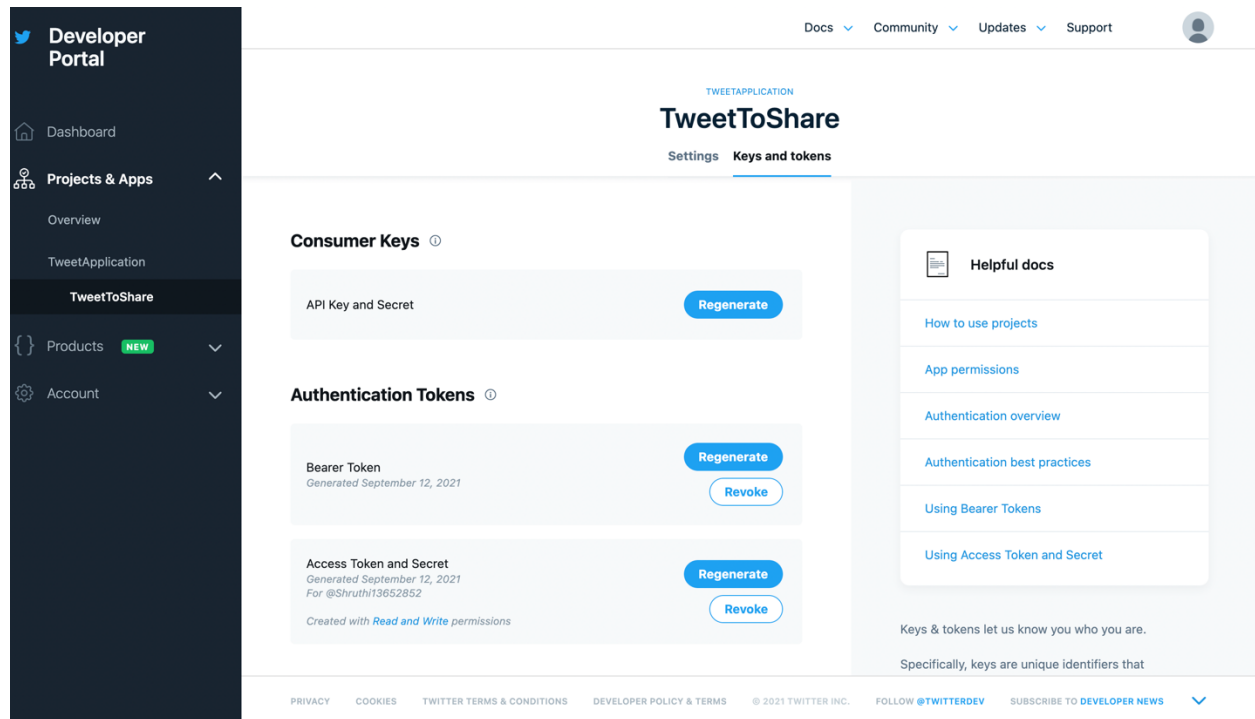 Developer
Portal
Dashboard
Projects & Apps
Overview
TweetApplication
TweetToShare
Products NEW
Account
Docs Community Updates Support
TWEETAPPLICATION
TweetToShare
Settings Keys and tokens
Consumer Keys
API Key and Secret Regenerate
Authentication Tokens
Bearer Token
Generated September 12, 2021
Regenerate
Revoke
Access Token and Secret
Generated September 12, 2021
For @Shruthi13652852
Created with Read and Write permissions
Regenerate
Revoke
Helpful docs
How to use projects
App permissions
Authentication overview
Authentication best practices
Using Bearer Tokens
Using Access Token and Secret
Keys & tokens let us know you who you are.
Specifically, keys are unique identifiers that
PRIVACY COOKIES TWITTER TERMS & CONDITIONS DEVELOPER POLICY & TERMS © 2021 TWITTER INC. FOLLOW @TWITTERDEV SUBSCRIBE TO DEVELOPER NEWS